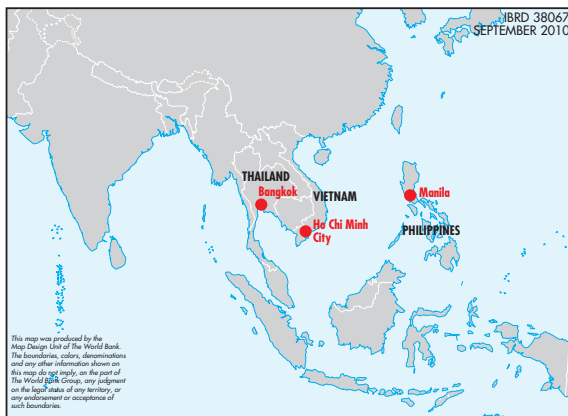 IBRD 38067
SEPTEMBER 2010
THAILAND
Bangkok
VIETNAM
Manila
Ho Chi Minh
City
PHILIPPINES
This map was produced by the
Map Design Unit of The World Bank.
The boundaries, colors, denominations
and any other information shown on
this map do not imply, on the part of
The World Bank Group, any judgment
on the legal status of any territory, or
any endorsement or acceptance of
such boundaries.